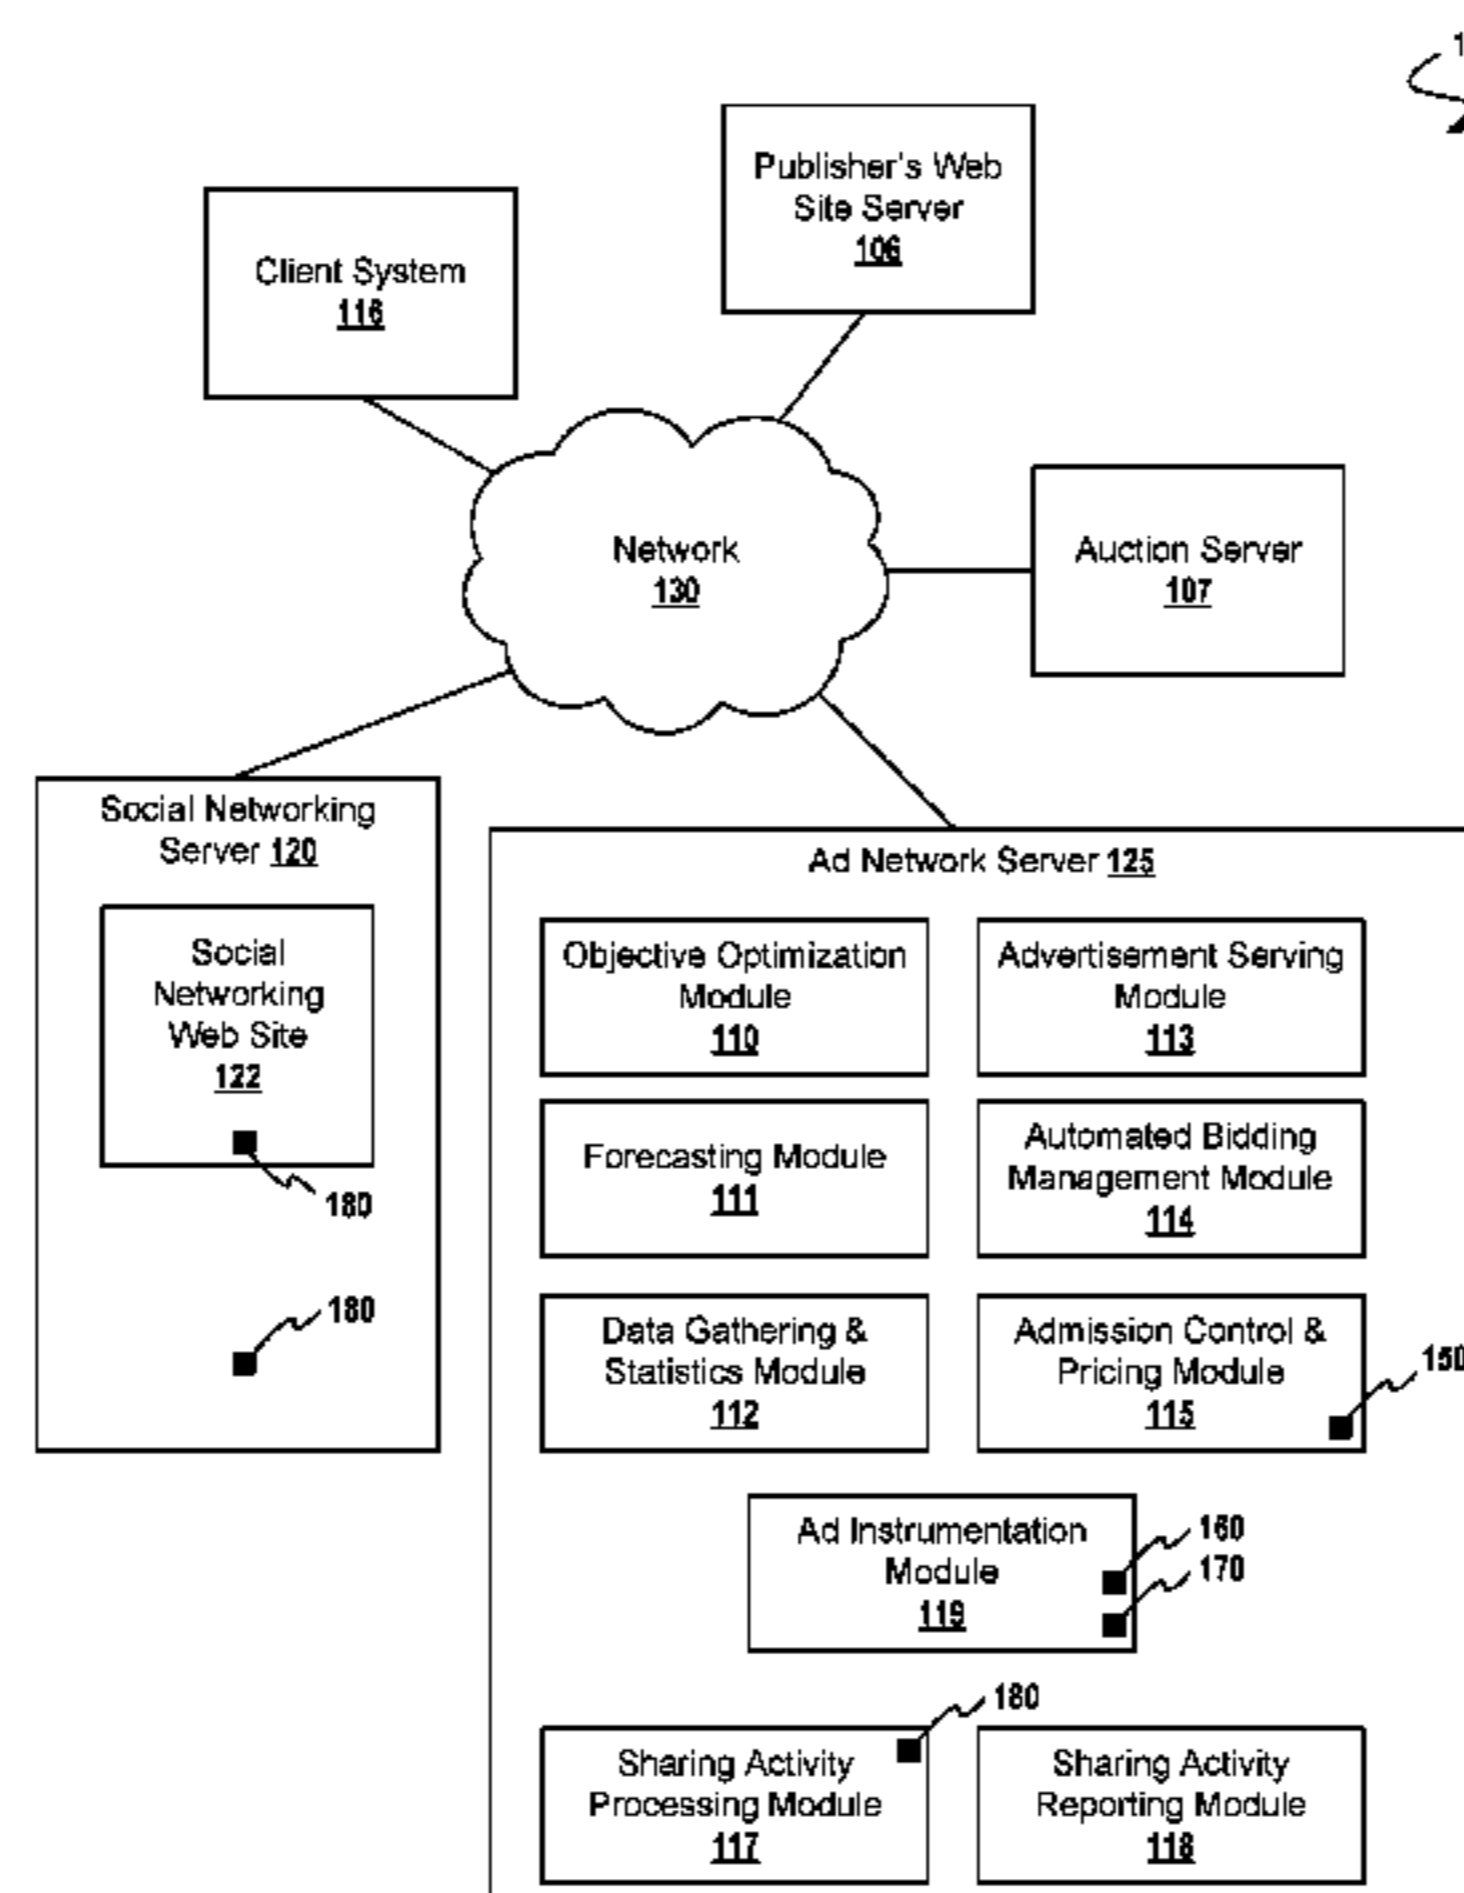 1
Publisher's Web
Site Server
106
Client System
116
Network
130
Auction Server
107
Social Networking
Server 120
Social
Networking
Web Site
122
180
180
Ad Network Server 125
Objective Optimization
Module
110
Advertisement Serving
Module
113
Forecasting Module
111
Automated Bidding
Management Module
114
Data Gathering &
Statistics Module
112
Admission Control &
Pricing Module
115
150
Ad Instrumentation
Module
119
160
170
180
Sharing Activity
Processing Module
117
Sharing Activity
Reporting Module
118